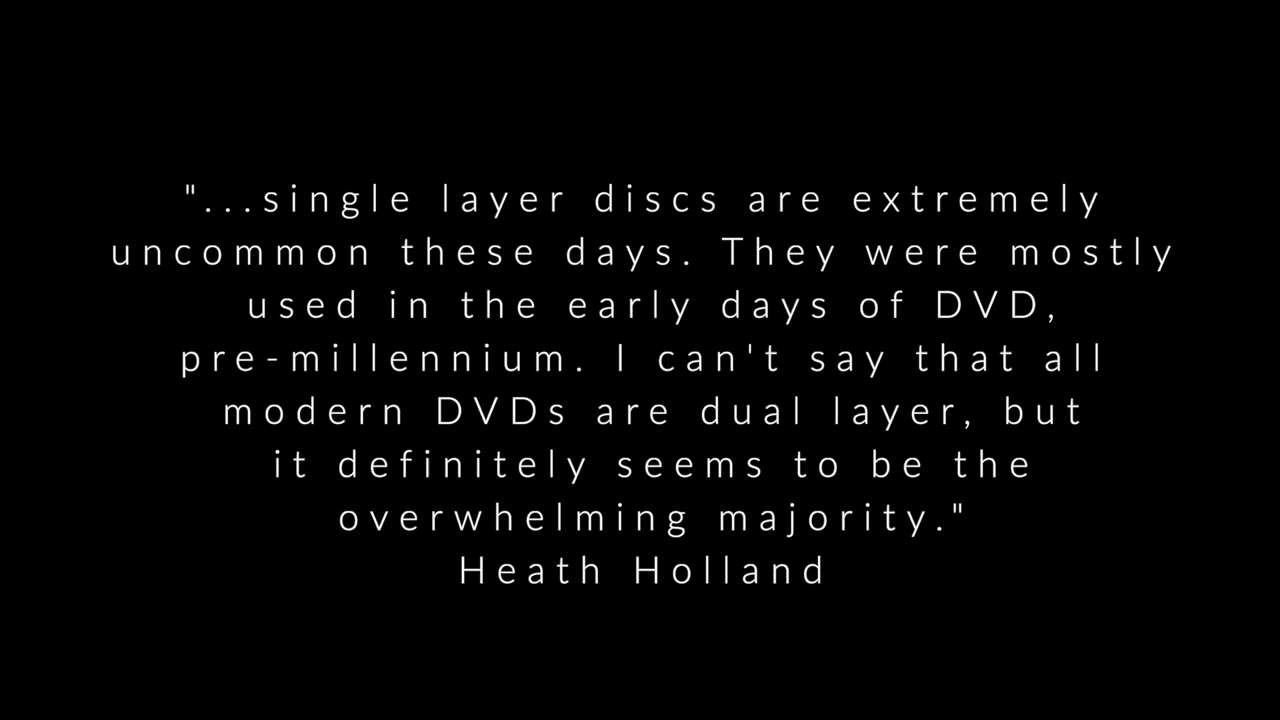 "...single layer discs are extremely
uncommon these days. They were mostly
used in the early days of DVD,
pre-millennium. I can't say that all
modern DVDs are dual layer, but
it definitely seems to be the
overwhelming majority."
Heath Holland